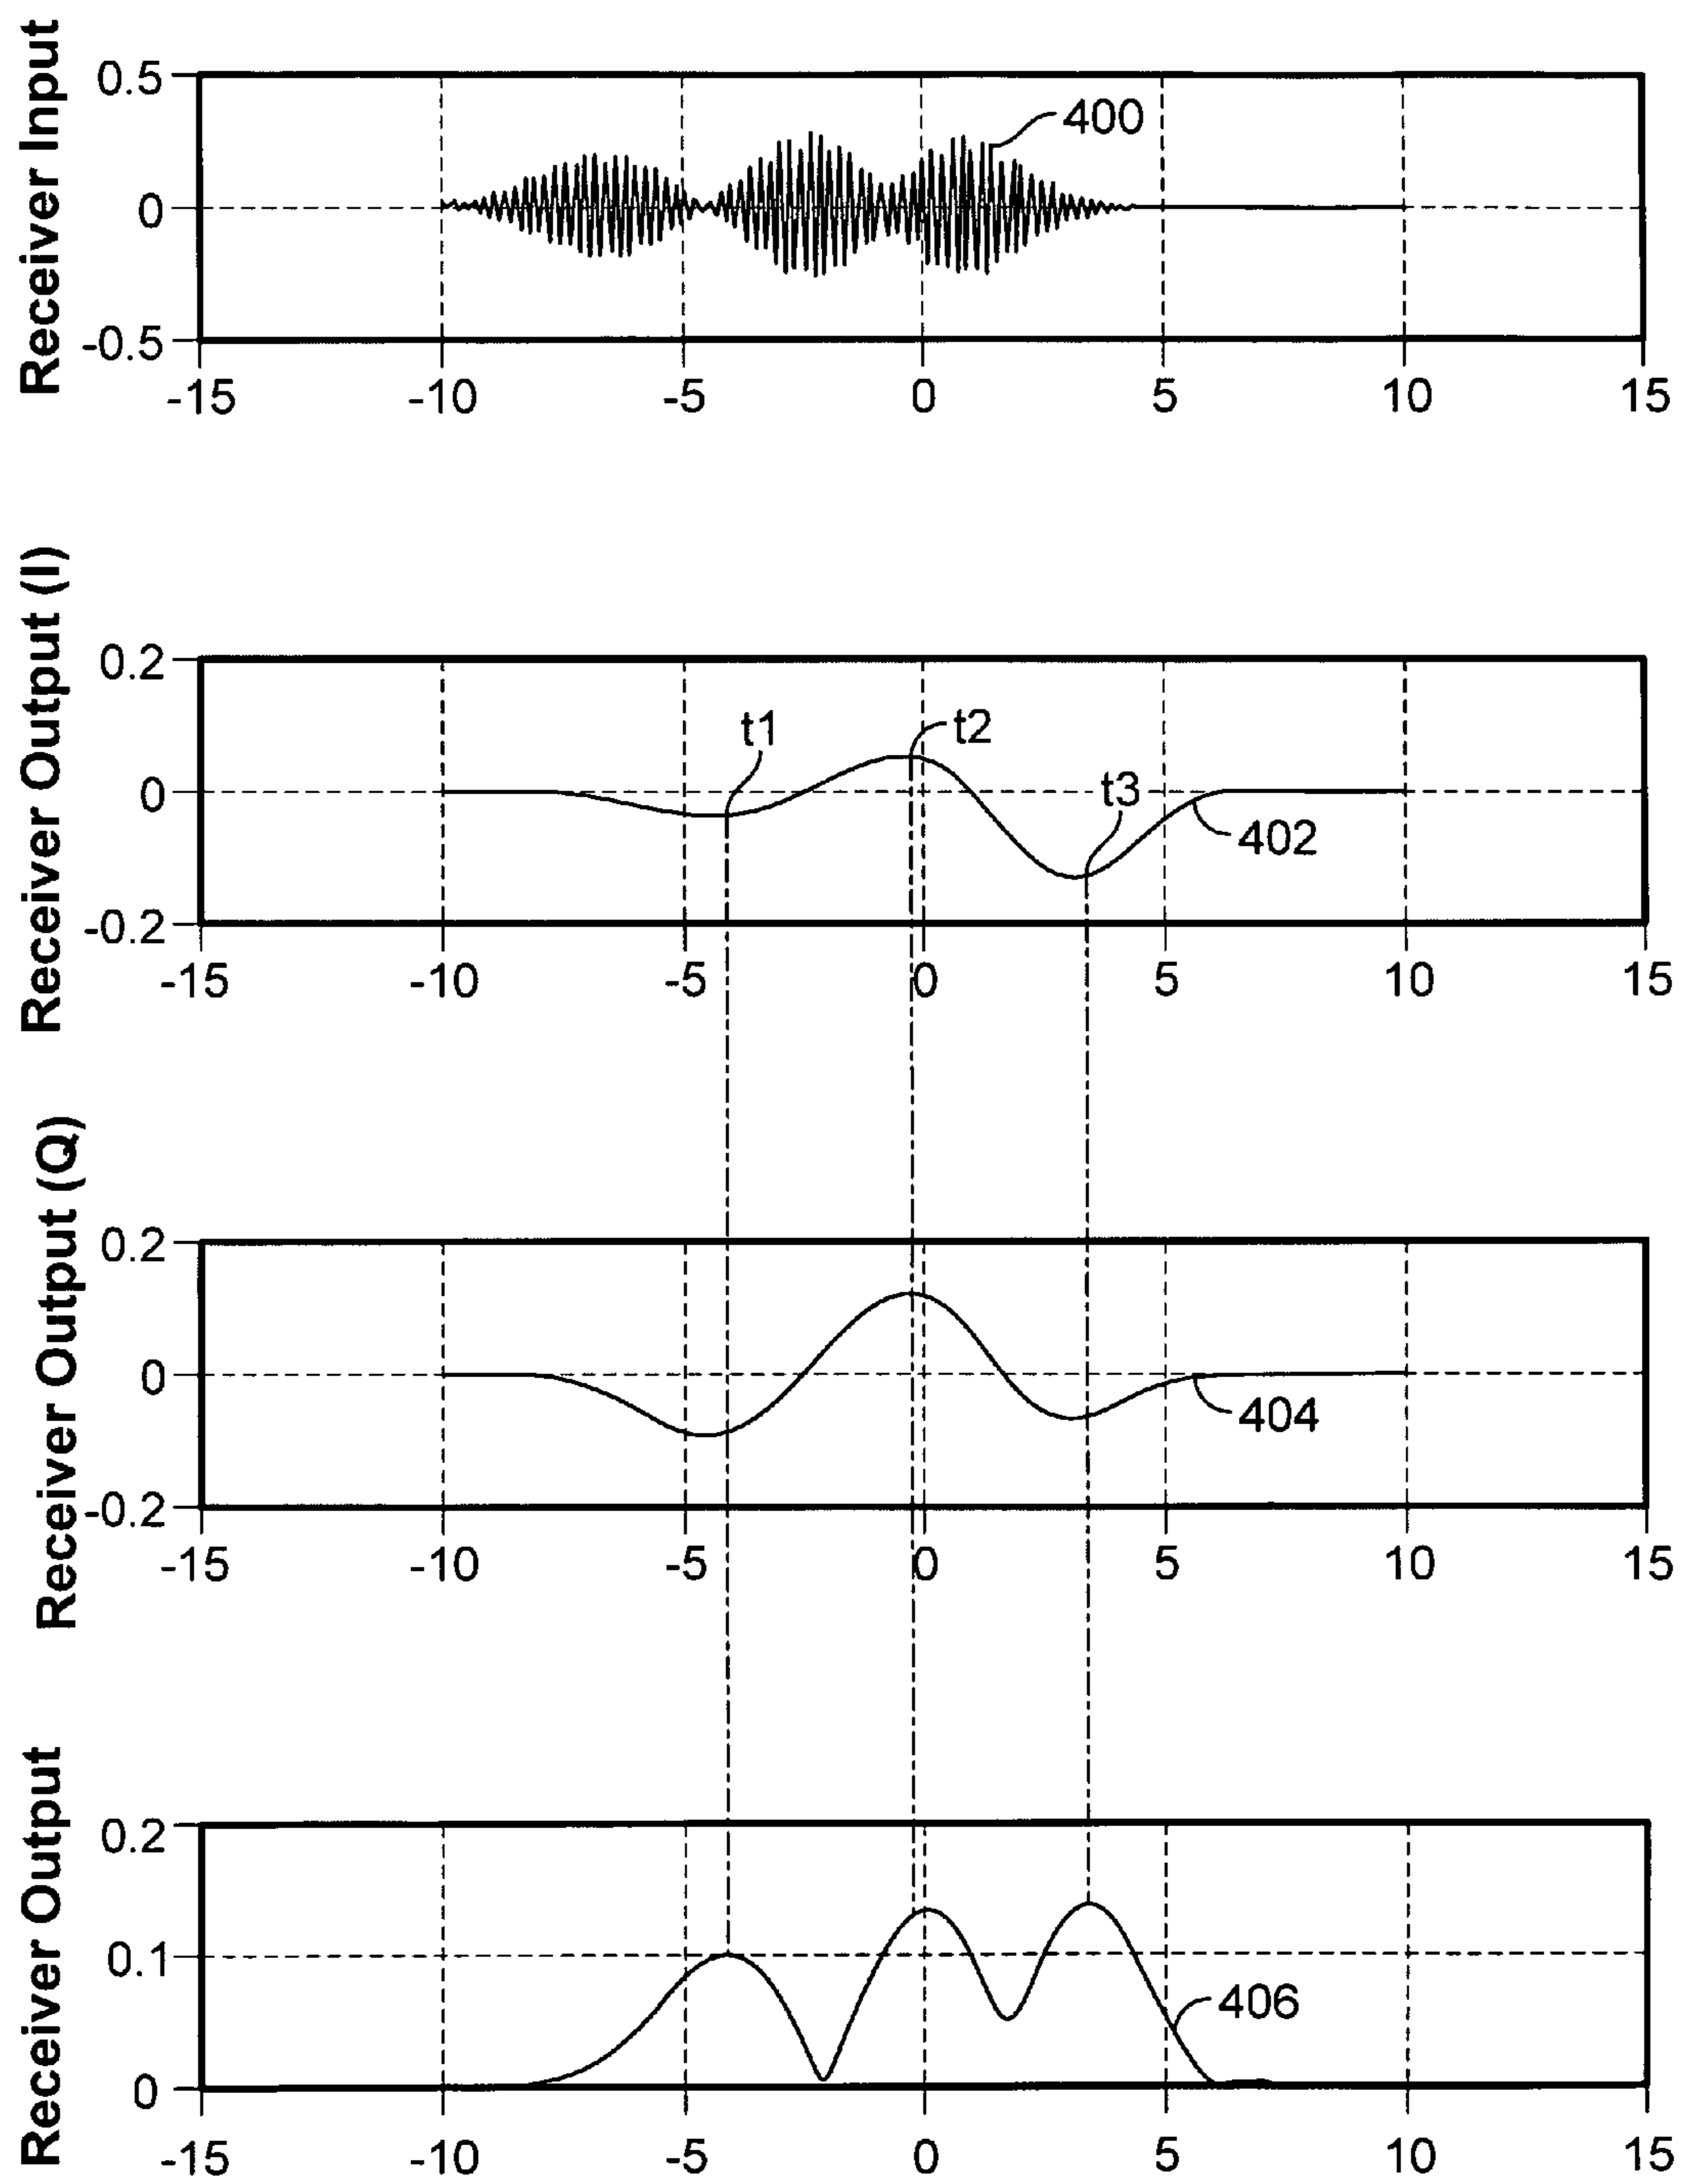 Receiver Input
0.5
400
0
-0.5
-15 -10 -5 0 5 10 15
Receiver Output (I)
0.2
t1 t2
0 t3
402
-0.2
-15 -10 -5 0 5 10 15
Receiver Output (Q)
0.2
0
404
-0.2
-15 -10 -5 0 5 10 15
Receiver Output
0.2
0.1
406
0
-15 -10 -5 0 5 10 15